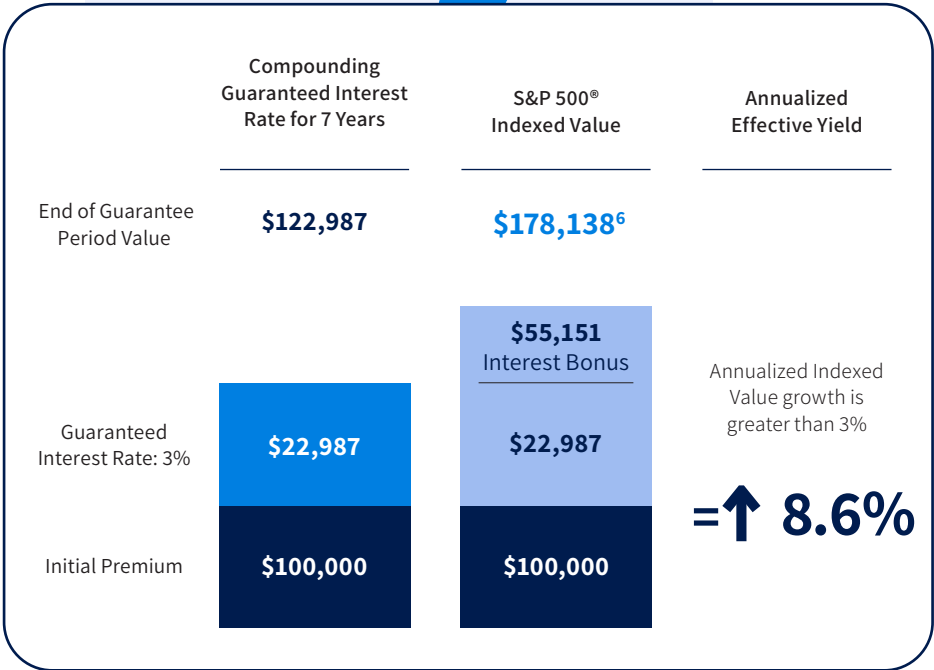 Compounding
Guaranteed Interest
Rate for 7 Years
S&P 500®
Indexed Value
Annualized
Effective Yield
End of Guarantee
Period Value
$122,987
$178,138⁶
$55,151
Interest Bonus
Guaranteed
Interest Rate: 3%
$22,987
$22,987
Annualized Indexed
Value growth is
greater than 3%
=↑ 8.6%
Initial Premium
$100,000
$100,000